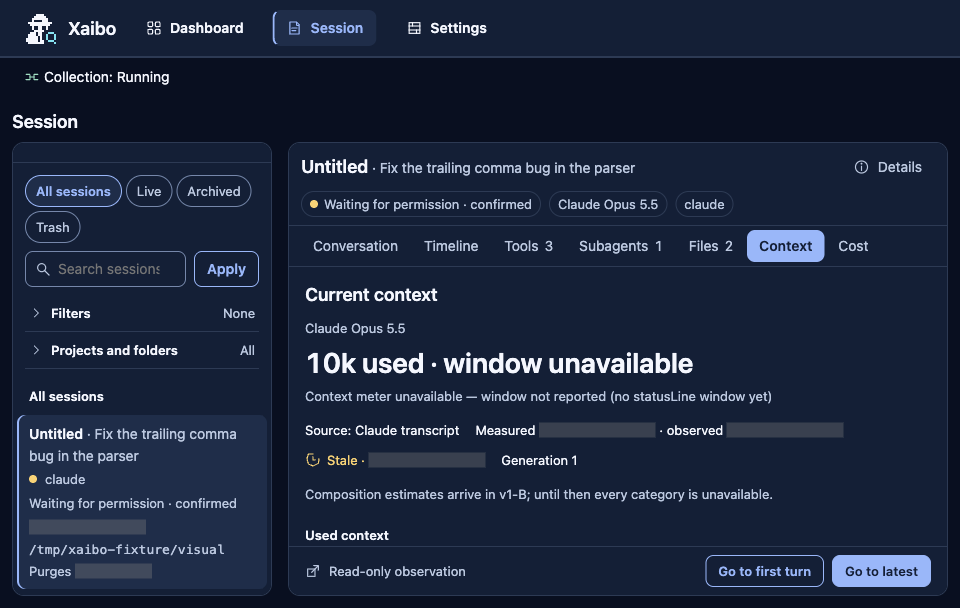 Xaibo Dashboard Session Settings
Collection: Running
Session
All sessions Live Archived
Trash
Search sessions Apply
Filters None
Projects and folders All
All sessions
Untitled · Fix the trailing comma
bug in the parser
claude
Waiting for permission · confirmed
/tmp/xaibo-fixture/visual
Purges
Untitled · Fix the trailing comma bug in the parser Details
Waiting for permission · confirmed Claude Opus 5.5 claude
Conversation Timeline Tools 3 Subagents 1 Files 2 Context Cost
Current context
Claude Opus 5.5
10k used · window unavailable
Context meter unavailable — window not reported (no statusLine window yet)
Source: Claude transcript Measured · observed
Stale · Generation 1
Composition estimates arrive in v1-B; until then every category is unavailable.
Used context
Read-only observation Go to first turn Go to latest